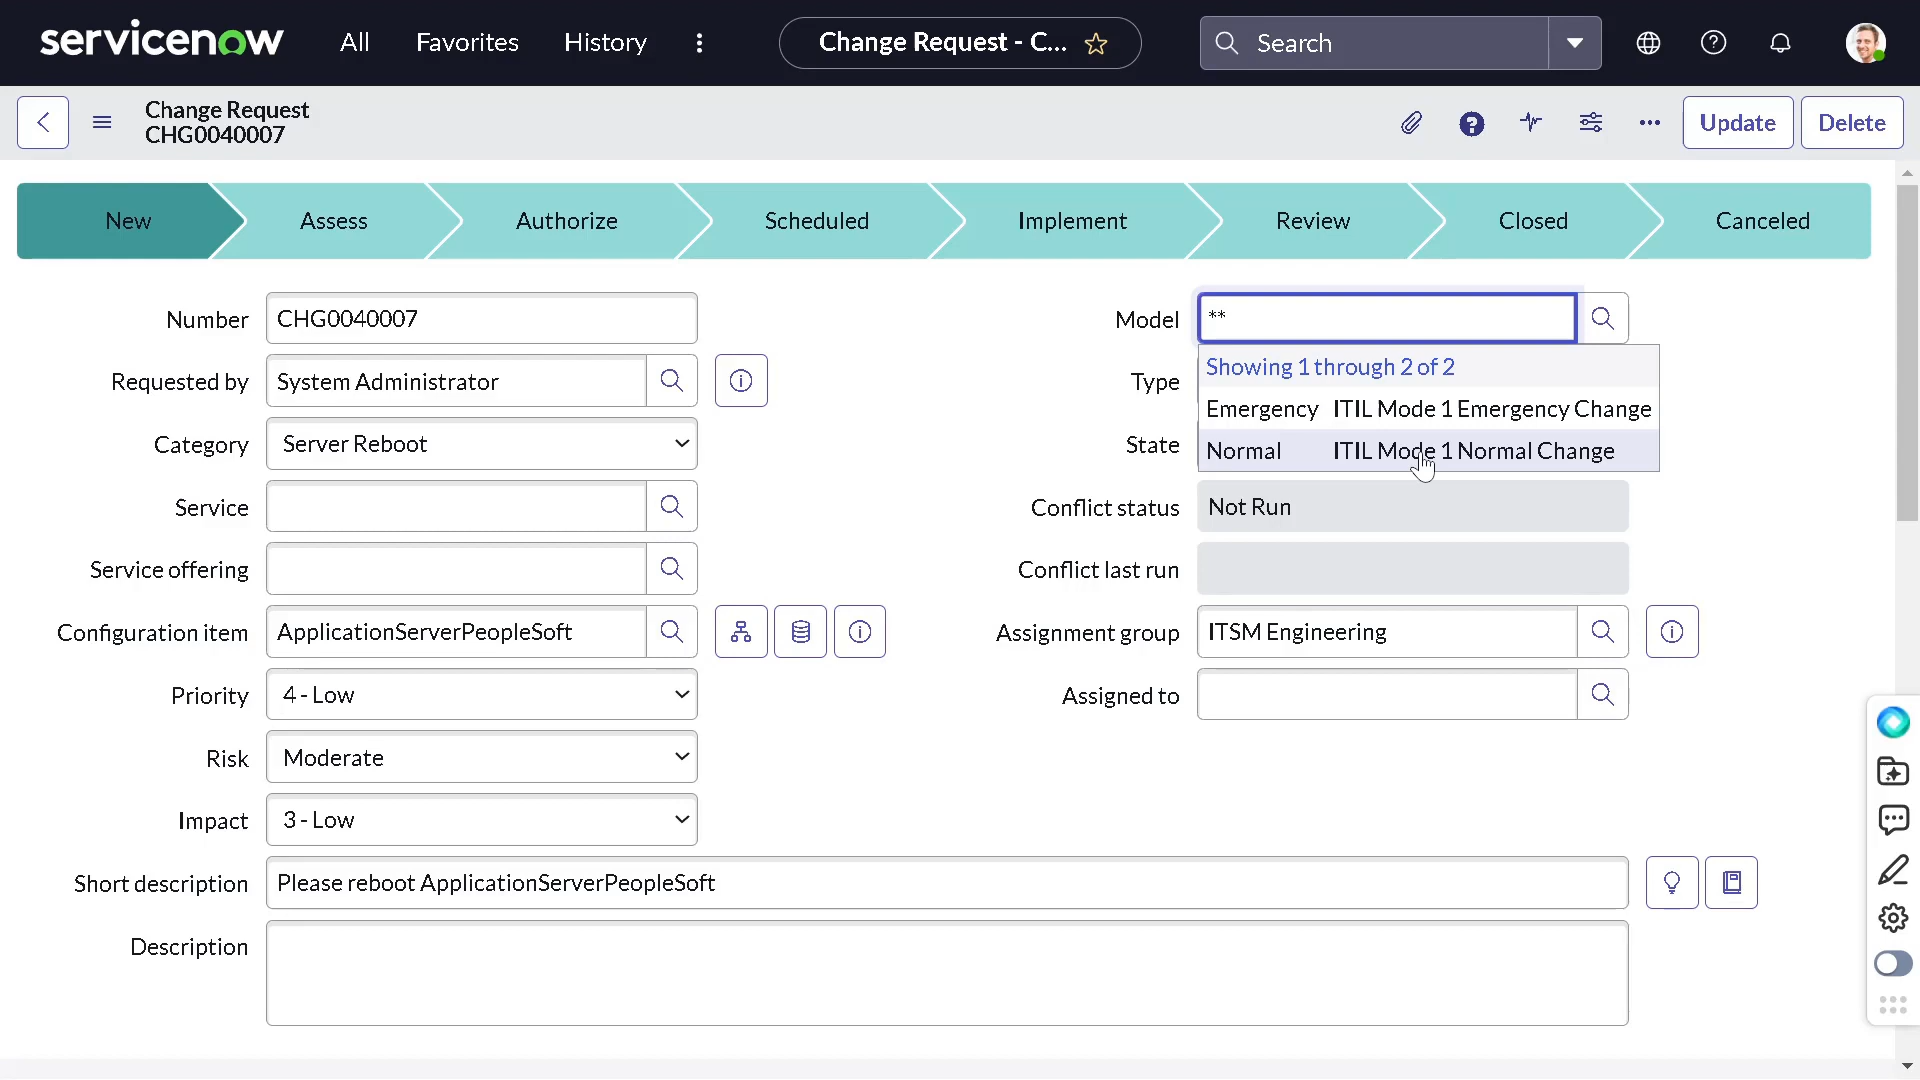 servicenow All Favorites History Change Request - C... Search
Change Request
CHG0040007
Update Delete
New Assess Authorize Scheduled Implement Review Closed Canceled
Number CHG0040007 Model **
Showing 1 through 2 of 2
Requested by System Administrator Type
Emergency ITIL Mode 1 Emergency Change
Category Server Reboot State
Normal ITIL Mode 1 Normal Change
Service Conflict status Not Run
Service offering Conflict last run
Configuration item ApplicationServerPeopleSoft Assignment group ITSM Engineering
Priority 4 - Low Assigned to
Risk Moderate
Impact 3 - Low
Short description Please reboot ApplicationServerPeopleSoft
Description